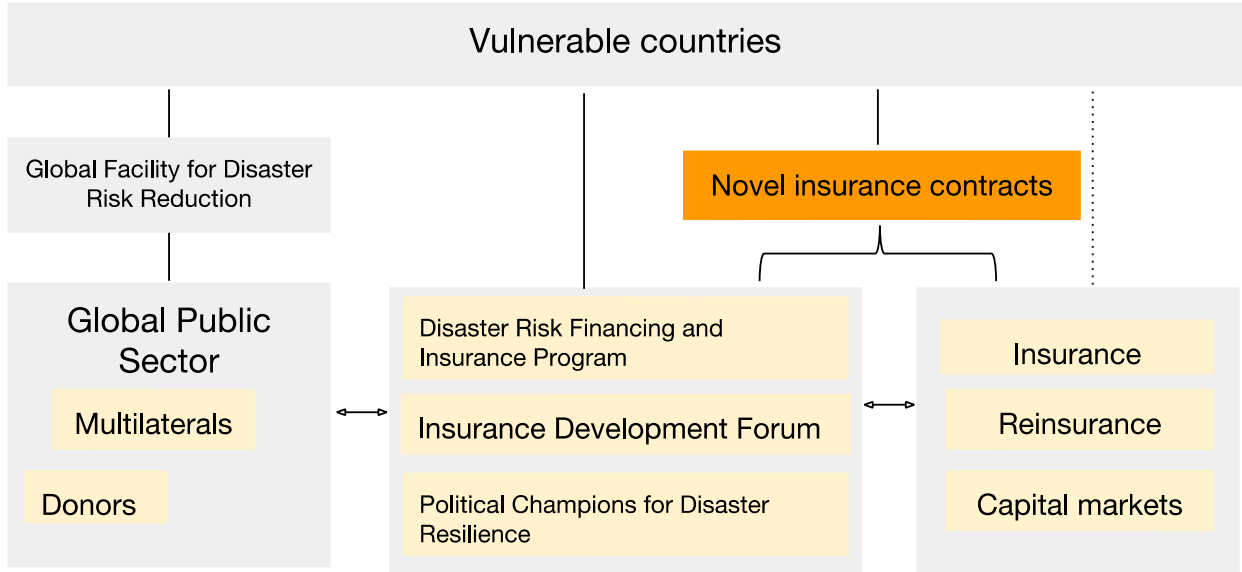 Vulnerable countries
Global Facility for Disaster
Risk Reduction
Novel insurance contracts
Global Public
Sector
Multilaterals
Donors
Disaster Risk Financing and
Insurance Program
Insurance Development Forum
Political Champions for Disaster
Resilience
Insurance
Reinsurance
Capital markets